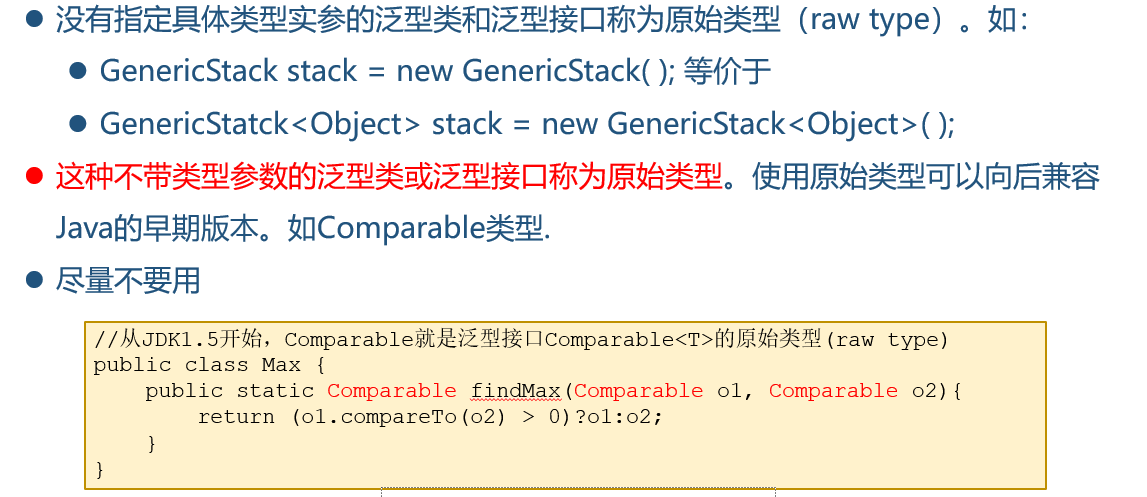 没有指定具体类型实参的泛型类和泛型接口称为原始类型（raw type）。如：
GenericStack stack = new GenericStack( ); 等价于
GenericStatck<Object> stack = new GenericStack<Object>( );
这种不带类型参数的泛型类或泛型接口称为原始类型。使用原始类型可以向后兼容
Java的早期版本。如Comparable类型.
尽量不要用
//从JDK1.5开始，Comparable就是泛型接口Comparable<T>的原始类型(raw type)
public class Max {
    public static Comparable findMax(Comparable o1, Comparable o2){
        return (o1.compareTo(o2) > 0)?o1:o2;
    }
}